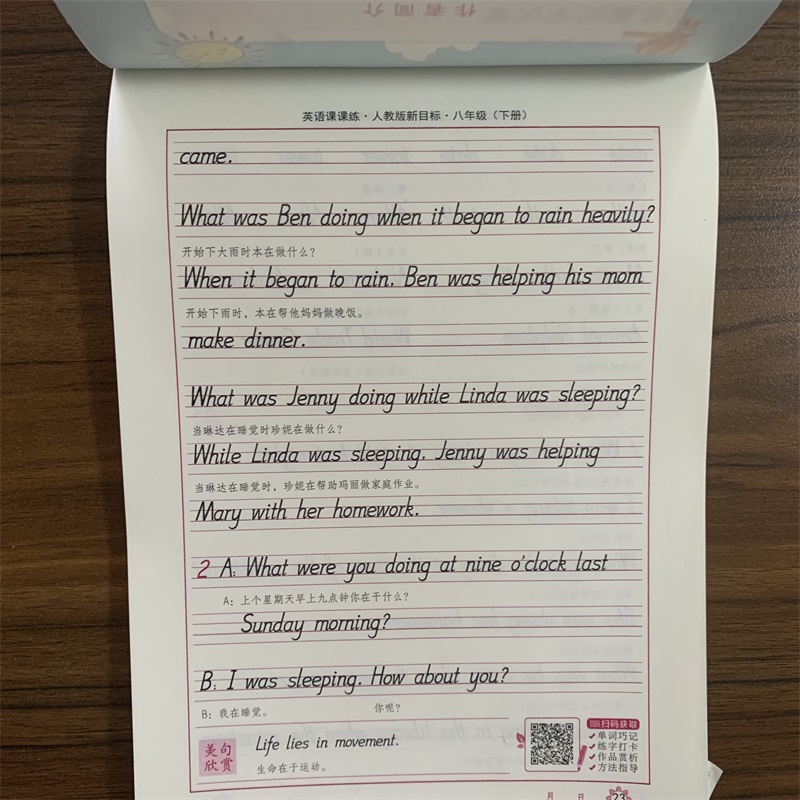 作者简介
英语课课练·人教版新目标·八年级（下册）
came.
What was Ben doing when it began to rain heavily?
开始下大雨时本在做什么？
When it began to rain. Ben was helping his mom
开始下雨时，本在帮他妈妈做晚饭。
make dinner.
What was Jenny doing while Linda was sleeping?
当琳达在睡觉时珍妮在做什么？
While Linda was sleeping. Jenny was helping
当琳达在睡觉时，珍妮在帮助玛丽做家庭作业。
Mary with her homework.
2 A: What were you doing at nine o'clock last
A：上个星期天早上九点钟你在干什么？
Sunday morning?
B: I was sleeping. How about you?
B：我在睡觉。 你呢？
美句欣赏
Life lies in movement.
生命在于运动。
扫码获取
单词巧记
练字打卡
作品赏析
方法指导
月 日
23